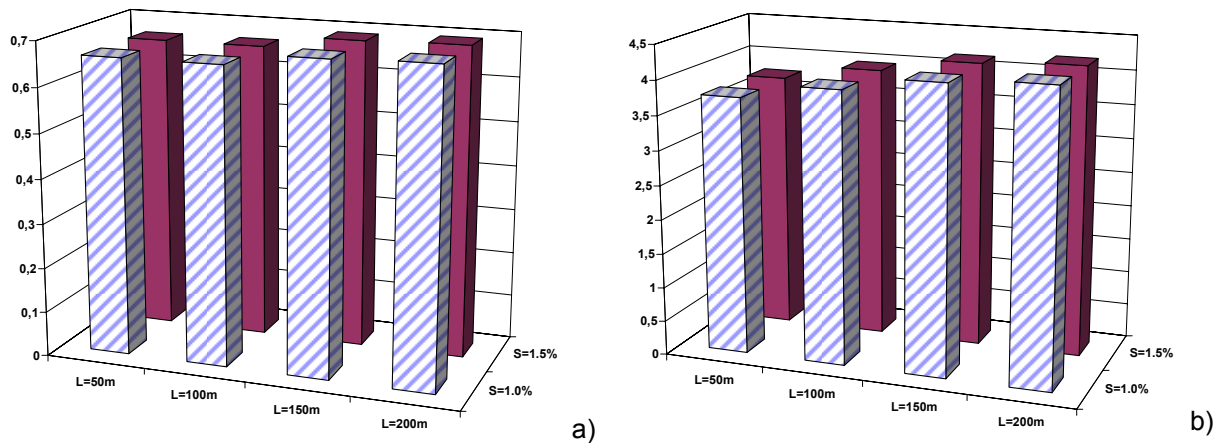 0,7
0,6
0,5
0,4
0,3
0,2
0,1
0
L=50m
L=100m
L=150m
L=200m
S=1.0%
S=1.5%
a)
4,5
4
3,5
3
2,5
2
1,5
1
0,5
0
L=50m
L=100m
L=150m
L=200m
S=1.0%
S=1.5%
b)